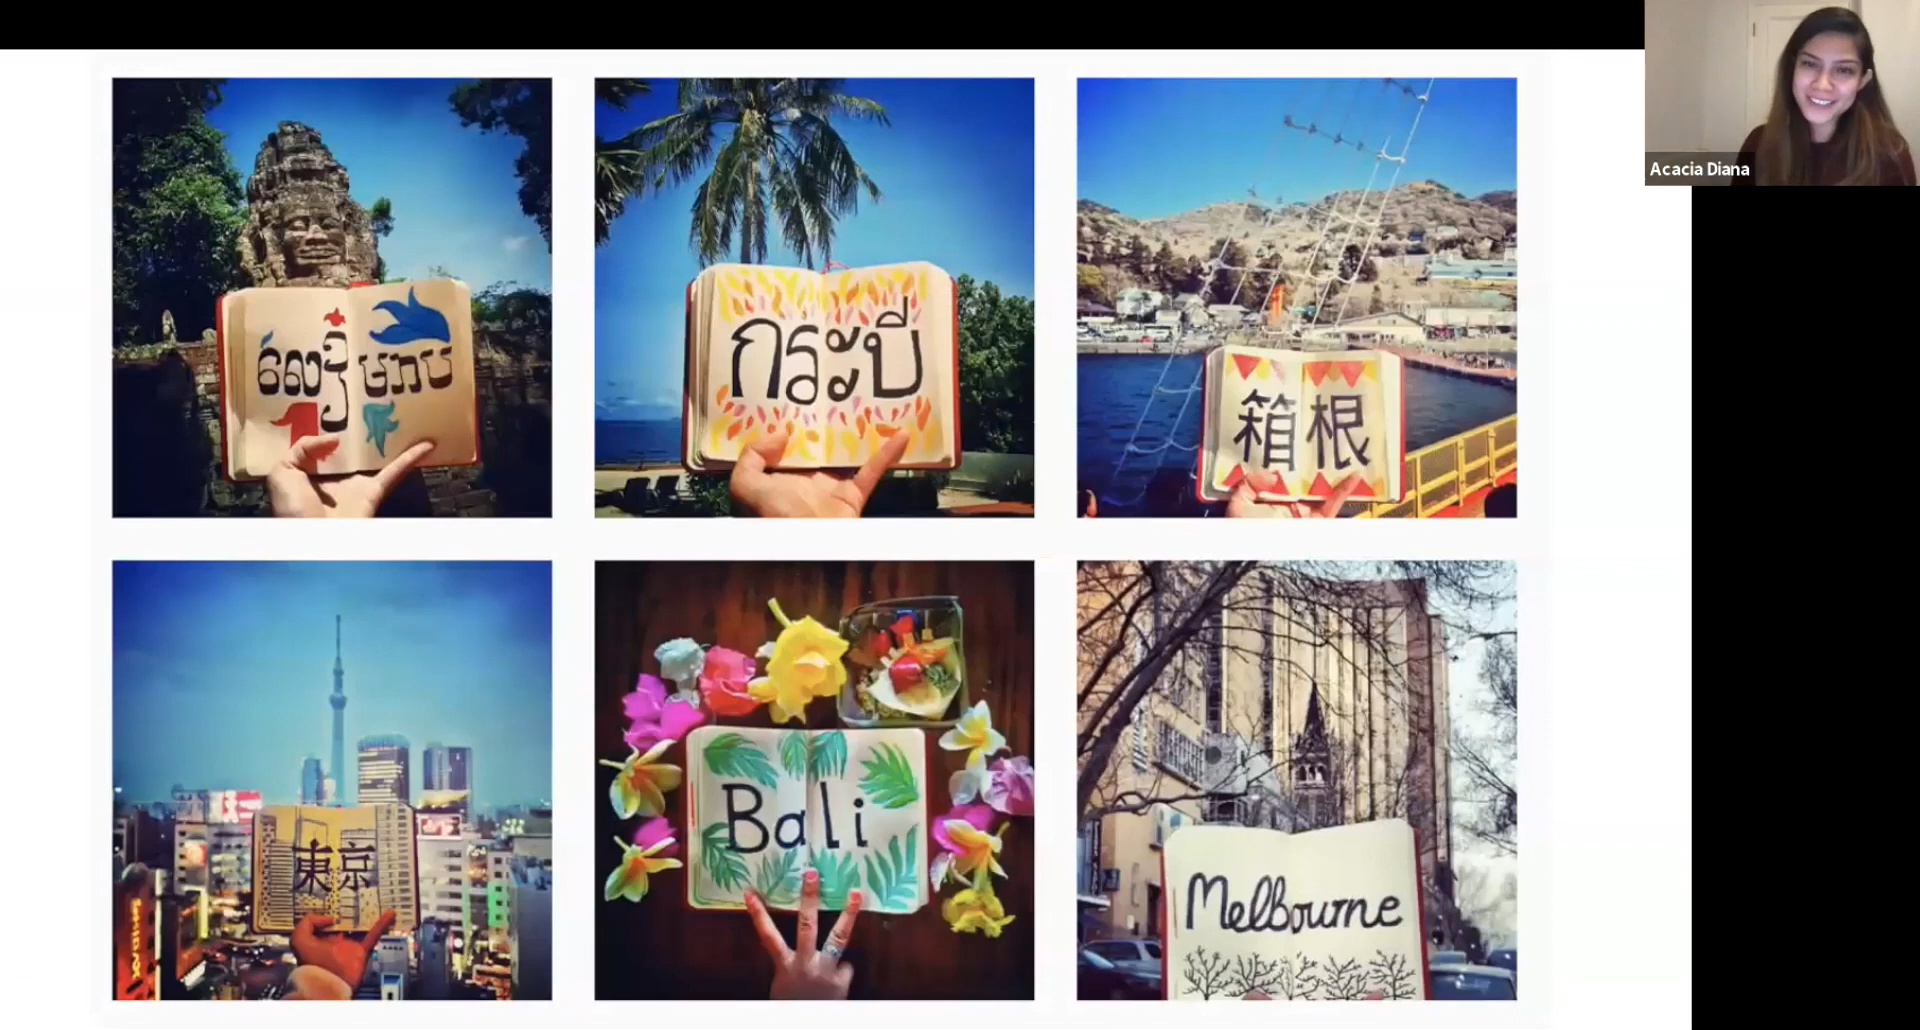 Acacia Diana
សៀមរាប
กระบี่
箱根
東京
Bali
Melbourne